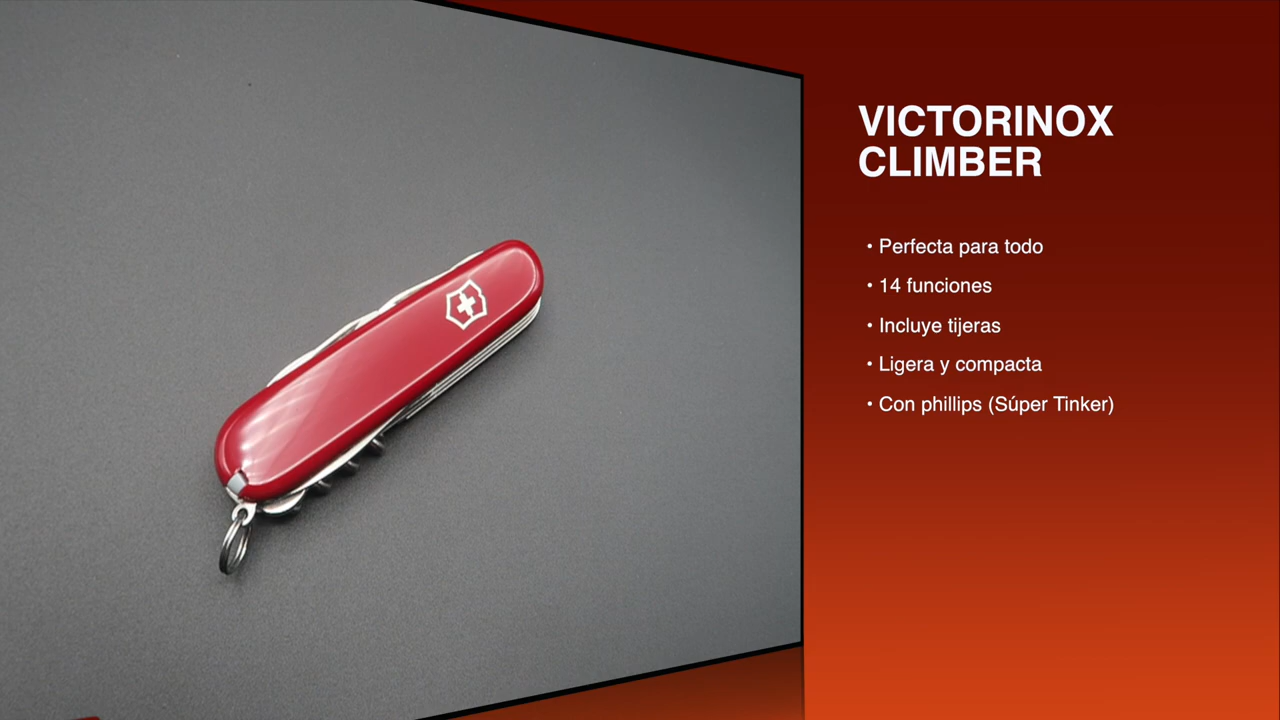 VICTORINOX
CLIMBER
• Perfecta para todo
• 14 funciones
• Incluye tijeras
• Ligera y compacta
• Con phillips (Súper Tinker)